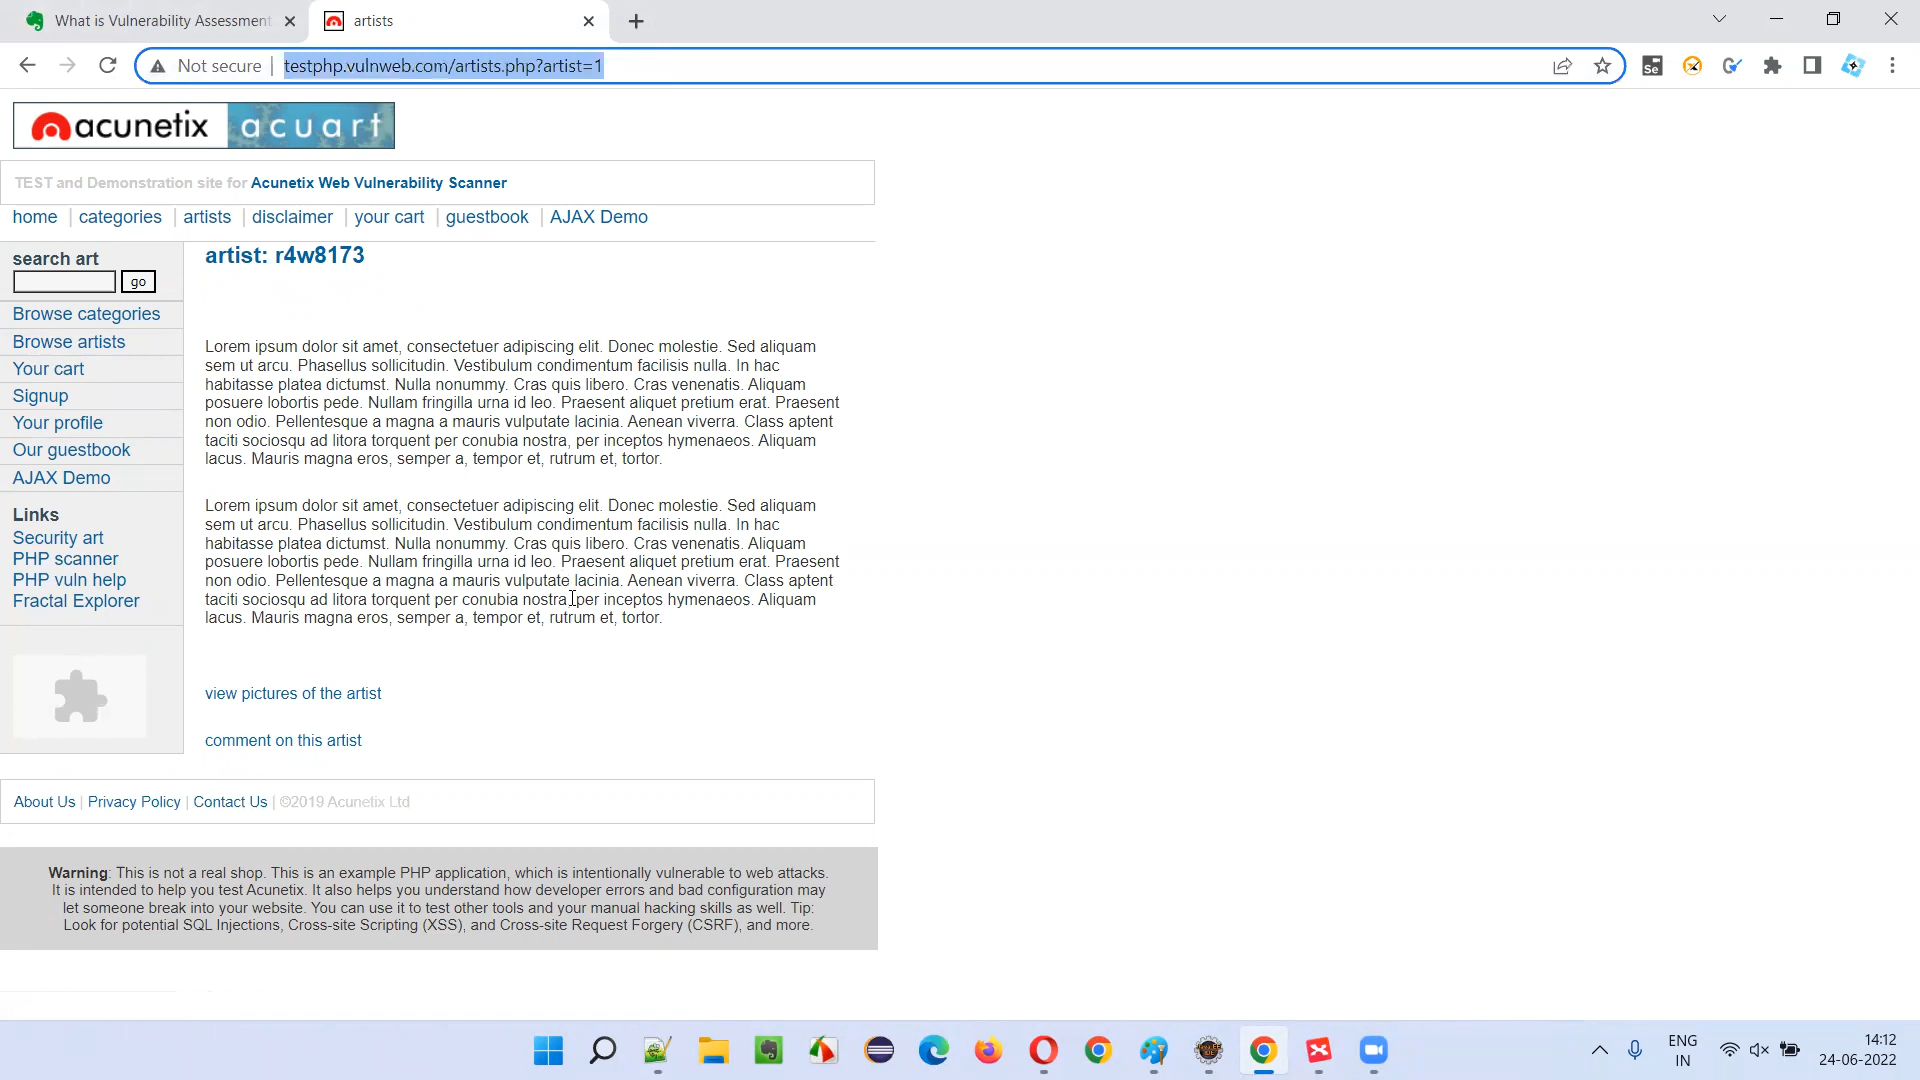 What is Vulnerability Assessment
artists
Not secure
testphp.vulnweb.com/artists.php?artist=1
Se
acunetix acuart
TEST and Demonstration site for Acunetix Web Vulnerability Scanner
home | categories | artists | disclaimer | your cart | guestbook | AJAX Demo
search art
go
Browse categories
Browse artists
Your cart
Signup
Your profile
Our guestbook
AJAX Demo
Links
Security art
PHP scanner
PHP vuln help
Fractal Explorer
artist: r4w8173
Lorem ipsum dolor sit amet, consectetuer adipiscing elit. Donec molestie. Sed aliquam
sem ut arcu. Phasellus sollicitudin. Vestibulum condimentum facilisis nulla. In hac
habitasse platea dictumst. Nulla nonummy. Cras quis libero. Cras venenatis. Aliquam
posuere lobortis pede. Nullam fringilla urna id leo. Praesent aliquet pretium erat. Praesent
non odio. Pellentesque a magna a mauris vulputate lacinia. Aenean viverra. Class aptent
taciti sociosqu ad litora torquent per conubia nostra, per inceptos hymenaeos. Aliquam
lacus. Mauris magna eros, semper a, tempor et, rutrum et, tortor.
Lorem ipsum dolor sit amet, consectetuer adipiscing elit. Donec molestie. Sed aliquam
sem ut arcu. Phasellus sollicitudin. Vestibulum condimentum facilisis nulla. In hac
habitasse platea dictumst. Nulla nonummy. Cras quis libero. Cras venenatis. Aliquam
posuere lobortis pede. Nullam fringilla urna id leo. Praesent aliquet pretium erat. Praesent
non odio. Pellentesque a magna a mauris vulputate lacinia. Aenean viverra. Class aptent
taciti sociosqu ad litora torquent per conubia nostra, per inceptos hymenaeos. Aliquam
lacus. Mauris magna eros, semper a, tempor et, rutrum et, tortor.
view pictures of the artist
comment on this artist
About Us | Privacy Policy | Contact Us | ©2019 Acunetix Ltd
Warning: This is not a real shop. This is an example PHP application, which is intentionally vulnerable to web attacks.
It is intended to help you test Acunetix. It also helps you understand how developer errors and bad configuration may
let someone break into your website. You can use it to test other tools and your manual hacking skills as well. Tip:
Look for potential SQL Injections, Cross-site Scripting (XSS), and Cross-site Request Forgery (CSRF), and more.
ENG
IN
14:12
24-06-2022